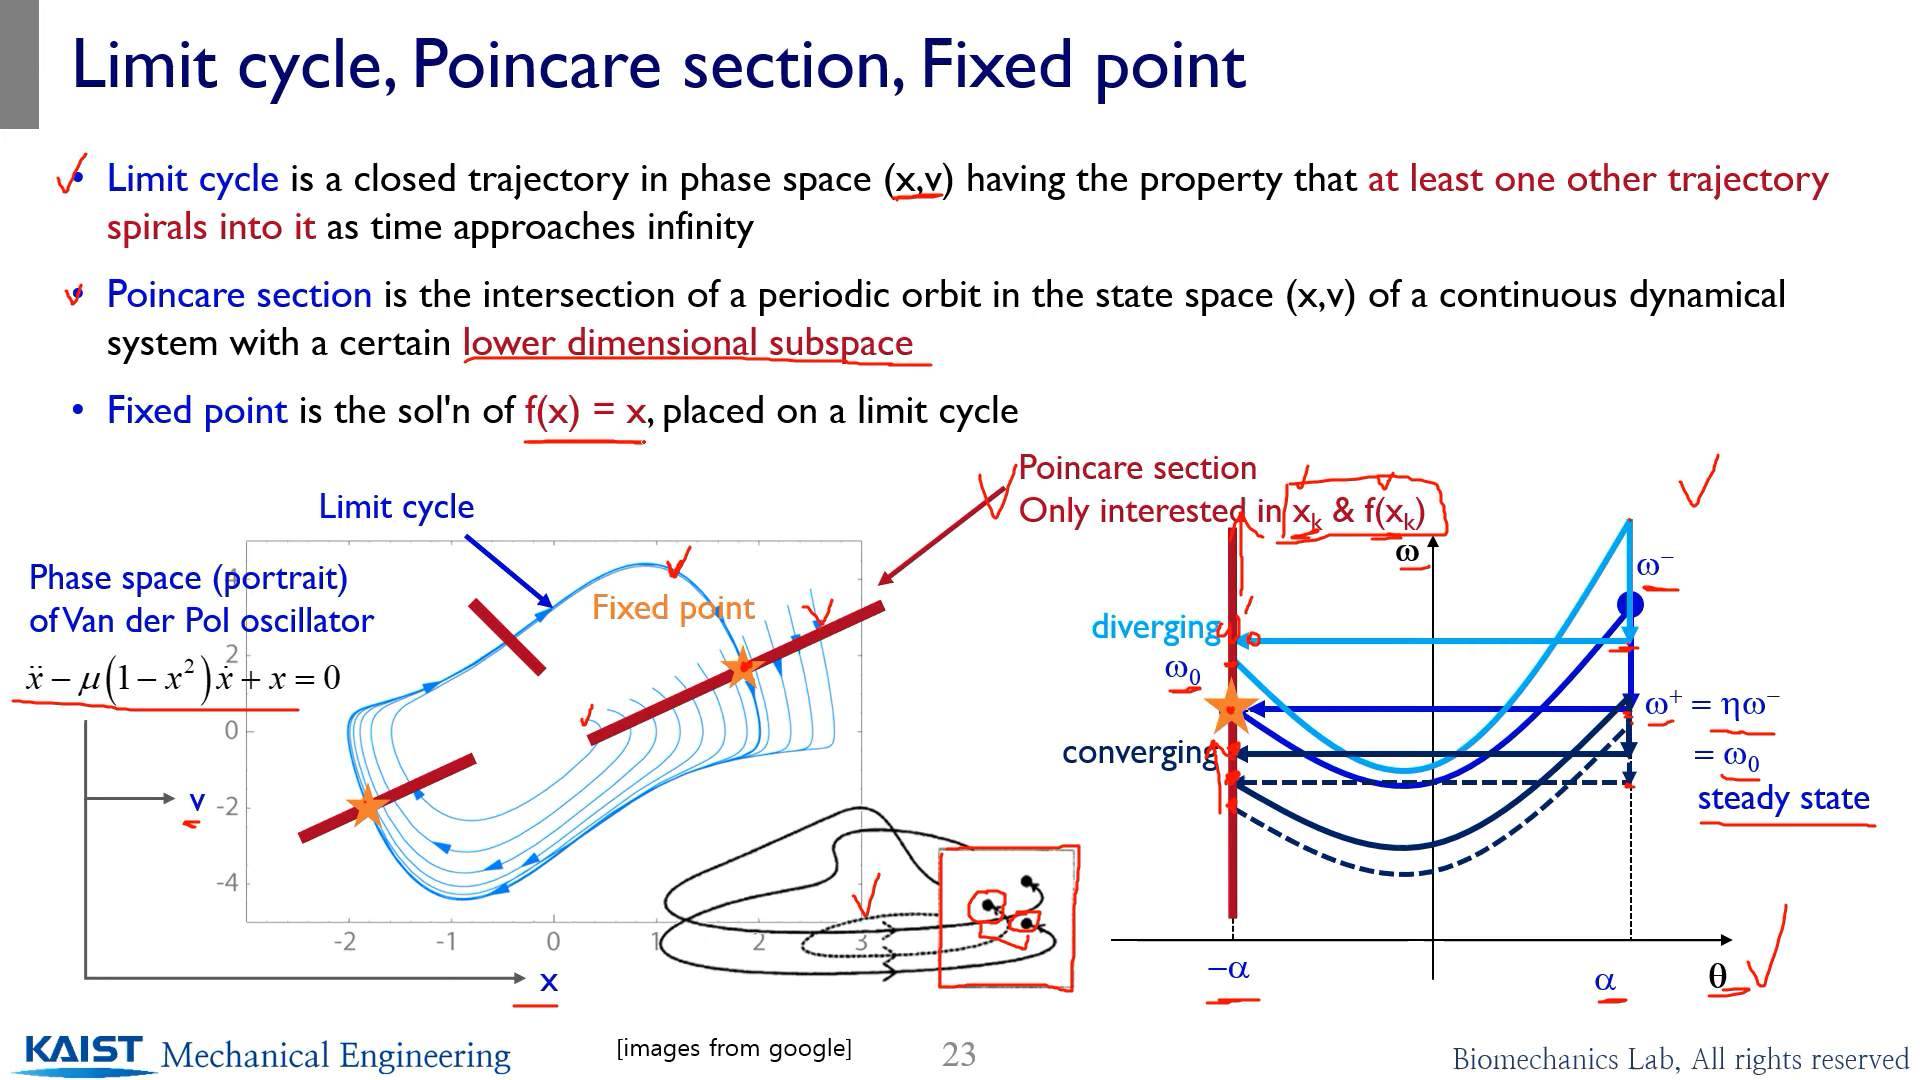 Limit cycle, Poincare section, Fixed point
• Limit cycle is a closed trajectory in phase space (x,v) having the property that at least one other trajectory
spirals into it as time approaches infinity
• Poincare section is the intersection of a periodic orbit in the state space (x,v) of a continuous dynamical
system with a certain lower dimensional subspace
• Fixed point is the sol'n of f(x) = x, placed on a limit cycle
Poincare section
Only interested in xₖ & f(xₖ)
Limit cycle
Phase space (portrait)
of Van der Pol oscillator
ẍ − μ(1 − x²)ẋ + x = 0
Fixed point
4
2
0
-2
-4
-2 -1 0 1 2 3
v
x
ω
ω⁻
diverging
ω₀
ω⁺ = ηω⁻
= ω₀
converging
steady state
−α
α
θ
KAIST Mechanical Engineering
[images from google]
23
Biomechanics Lab, All rights reserved